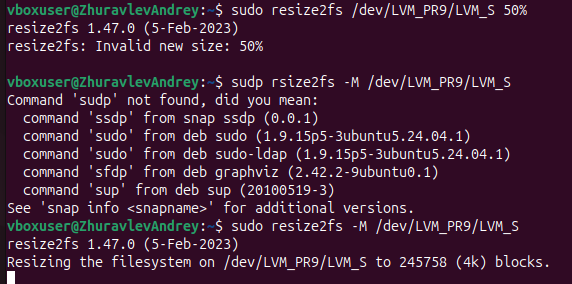 vboxuser@ZhuravlevAndrey:~$ sudo resize2fs /dev/LVM_PR9/LVM_S 50%
resize2fs 1.47.0 (5-Feb-2023)
resize2fs: Invalid new size: 50%

vboxuser@ZhuravlevAndrey:~$ sudp rsize2fs -M /dev/LVM_PR9/LVM_S
Command 'sudp' not found, did you mean:
  command 'ssdp' from snap ssdp (0.0.1)
  command 'sudo' from deb sudo (1.9.15p5-3ubuntu5.24.04.1)
  command 'sudo' from deb sudo-ldap (1.9.15p5-3ubuntu5.24.04.1)
  command 'sfdp' from deb graphviz (2.42.2-9ubuntu0.1)
  command 'sup' from deb sup (20100519-3)
See 'snap info <snapname>' for additional versions.
vboxuser@ZhuravlevAndrey:~$ sudo resize2fs -M /dev/LVM_PR9/LVM_S
resize2fs 1.47.0 (5-Feb-2023)
Resizing the filesystem on /dev/LVM_PR9/LVM_S to 245758 (4k) blocks.